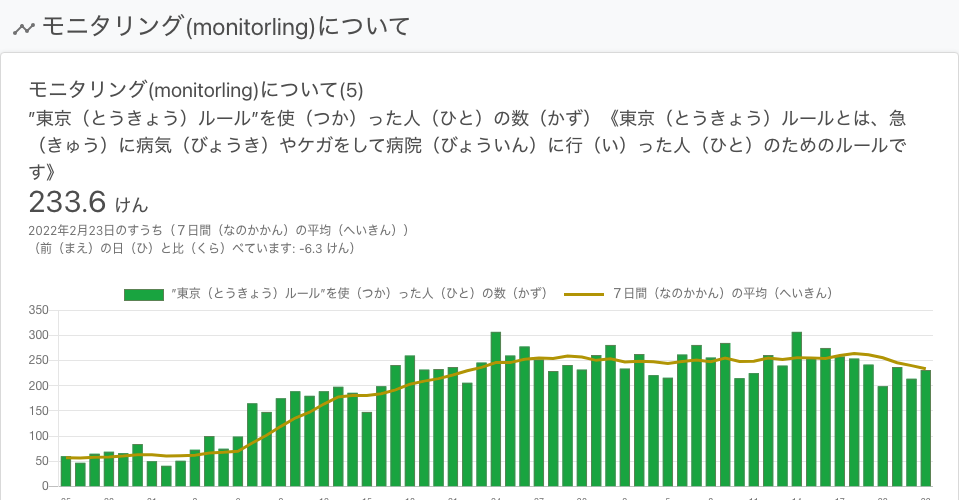 モニタリング(monitorling)について
モニタリング(monitorling)について(5)
”東京（とうきょう）ルール”を使（つか）った人（ひと）の数（かず）《東京（とうきょう）ルールとは、急
（きゅう）に病気（びょうき）やケガをして病院（びょういん）に行（い）った人（ひと）のためのルールで
す》
233.6 けん
2022年2月23日のすうち（７日間（なのかかん）の平均（へいきん））
（前（まえ）の日（ひ）と比（くら）べています: -6.3 けん）
”東京（とうきょう）ルール”を使（つか）った人（ひと）の数（かず） ７日間（なのかかん）の平均（へいきん）
350
300
250
200
150
100
50
0